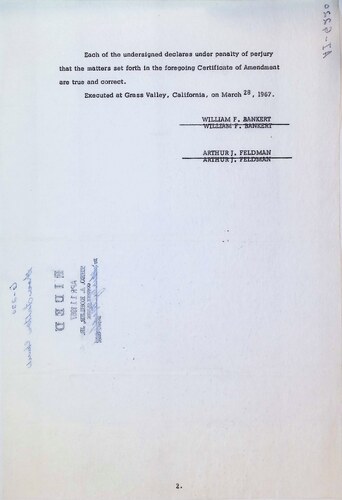 Each of the undersigned declares under penalty of perjury
that the matters set forth in the foregoing Certificate of Amendment
are true and correct.
Executed at Grass Valley, California, on March 28, 1967.
WILLIAM F. BANKERT
WILLIAM F. BANKERT
ARTHUR J. FELDMAN
ARTHUR J. FELDMAN
FILED
2.